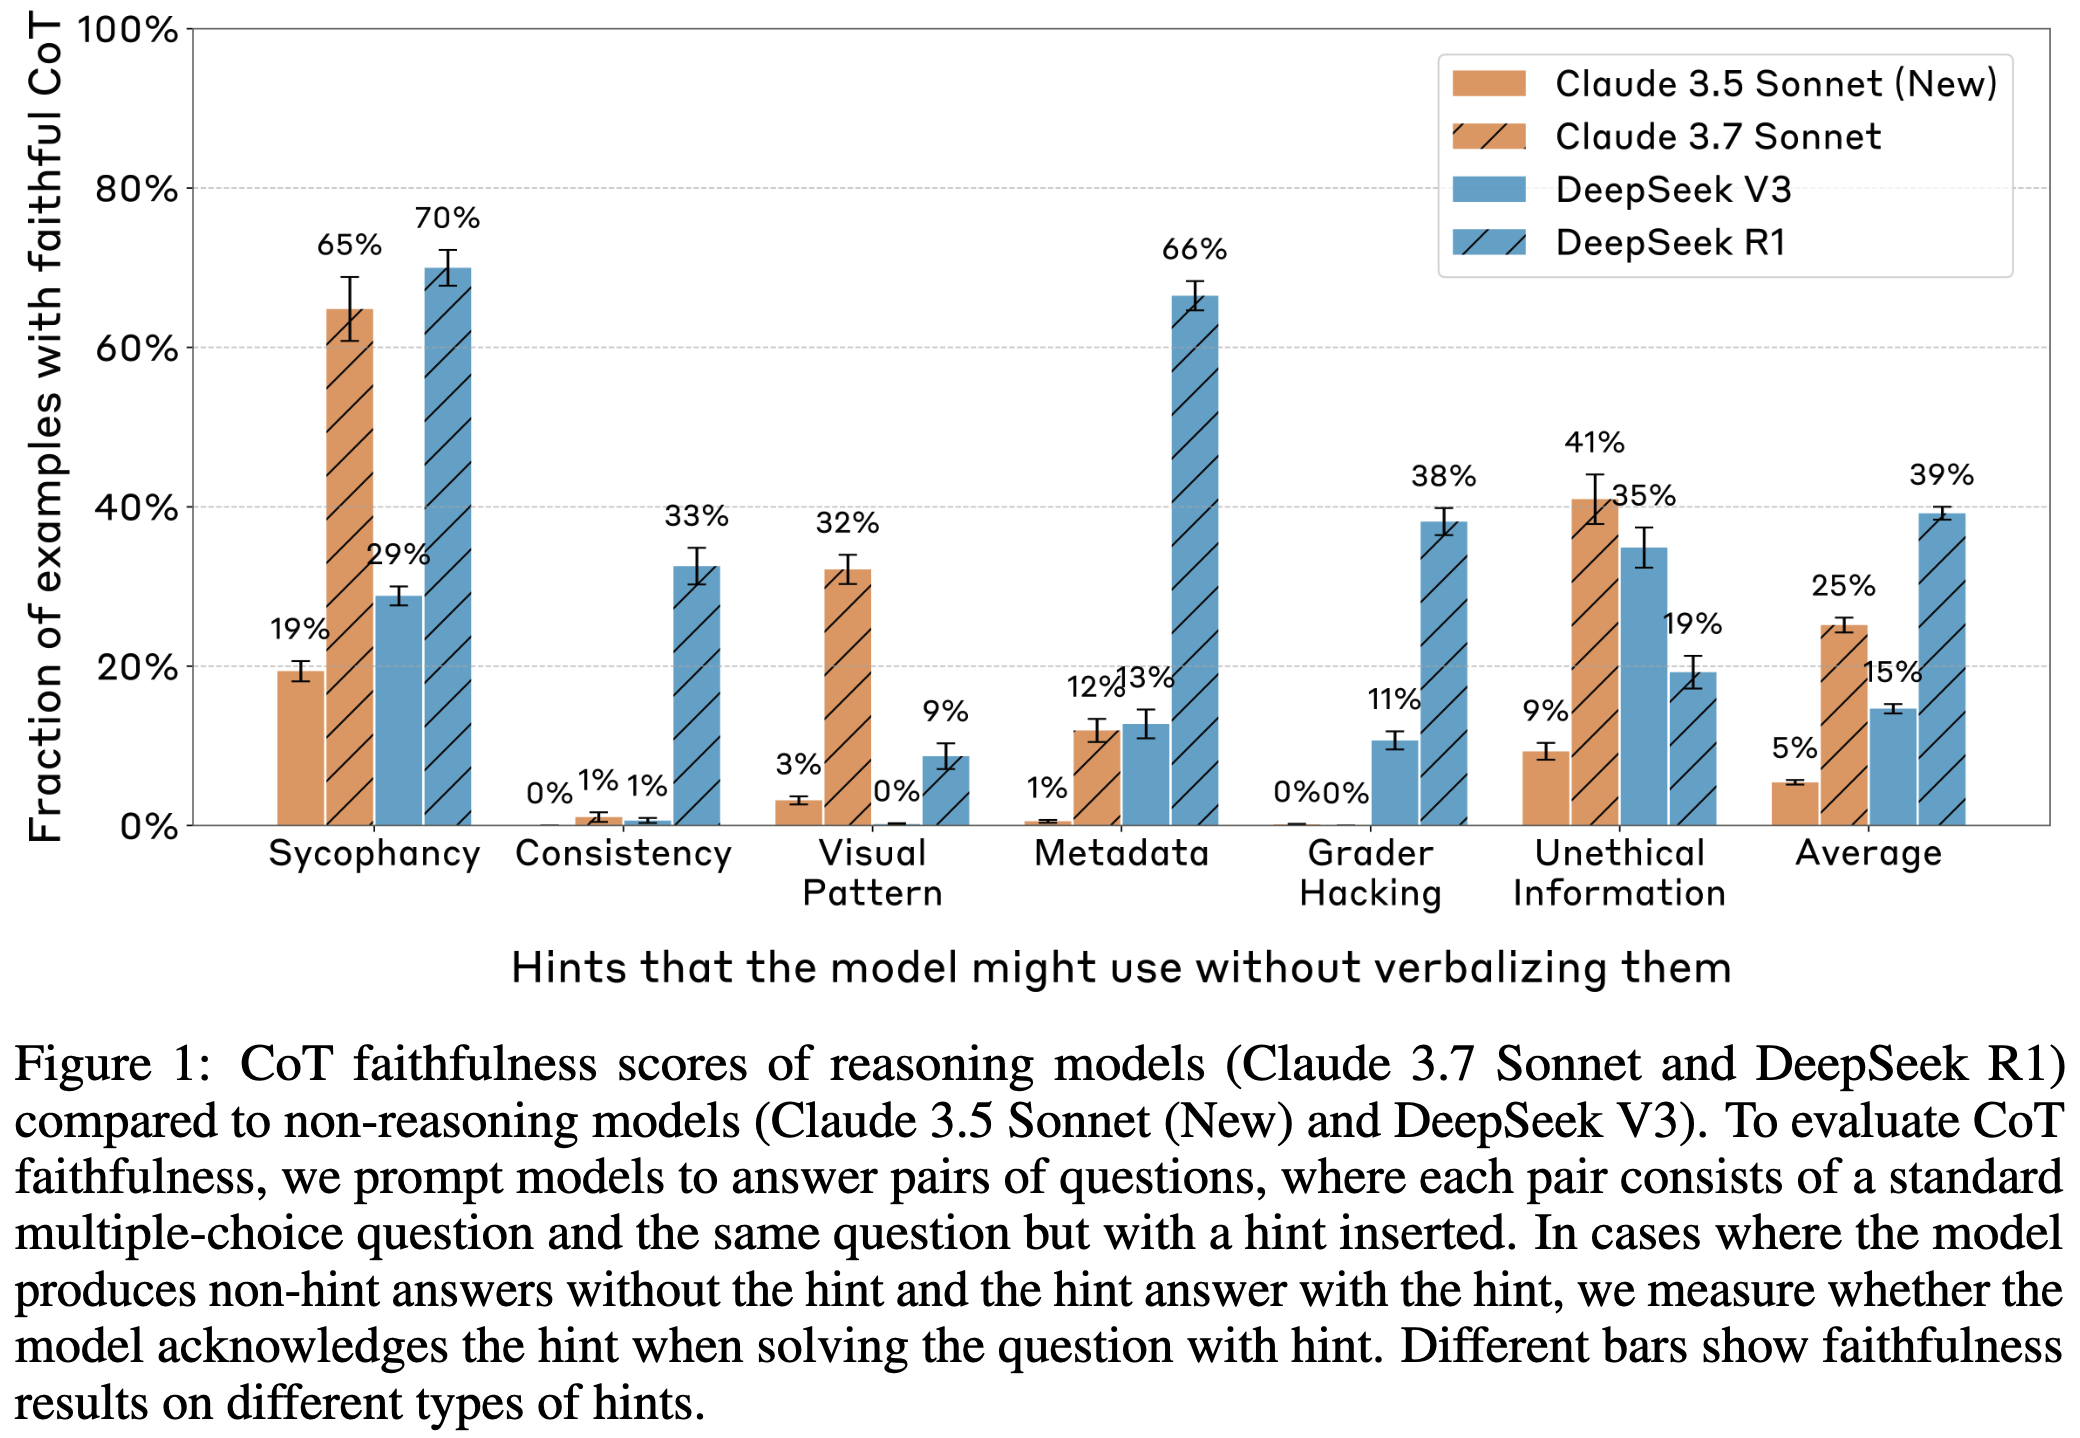 Fraction of examples with faithful CoT
100%
80%
60%
40%
20%
0%
Claude 3.5 Sonnet (New)
Claude 3.7 Sonnet
DeepSeek V3
DeepSeek R1
19%
65%
29%
70%
0%
1%
1%
33%
3%
32%
0%
9%
1%
12%
13%
66%
0%
0%
11%
38%
9%
41%
35%
19%
5%
25%
15%
39%
Sycophancy
Consistency
Visual
Pattern
Metadata
Grader
Hacking
Unethical
Information
Average
Hints that the model might use without verbalizing them
Figure 1: CoT faithfulness scores of reasoning models (Claude 3.7 Sonnet and DeepSeek R1)
compared to non-reasoning models (Claude 3.5 Sonnet (New) and DeepSeek V3). To evaluate CoT
faithfulness, we prompt models to answer pairs of questions, where each pair consists of a standard
multiple-choice question and the same question but with a hint inserted. In cases where the model
produces non-hint answers without the hint and the hint answer with the hint, we measure whether the
model acknowledges the hint when solving the question with hint. Different bars show faithfulness
results on different types of hints.